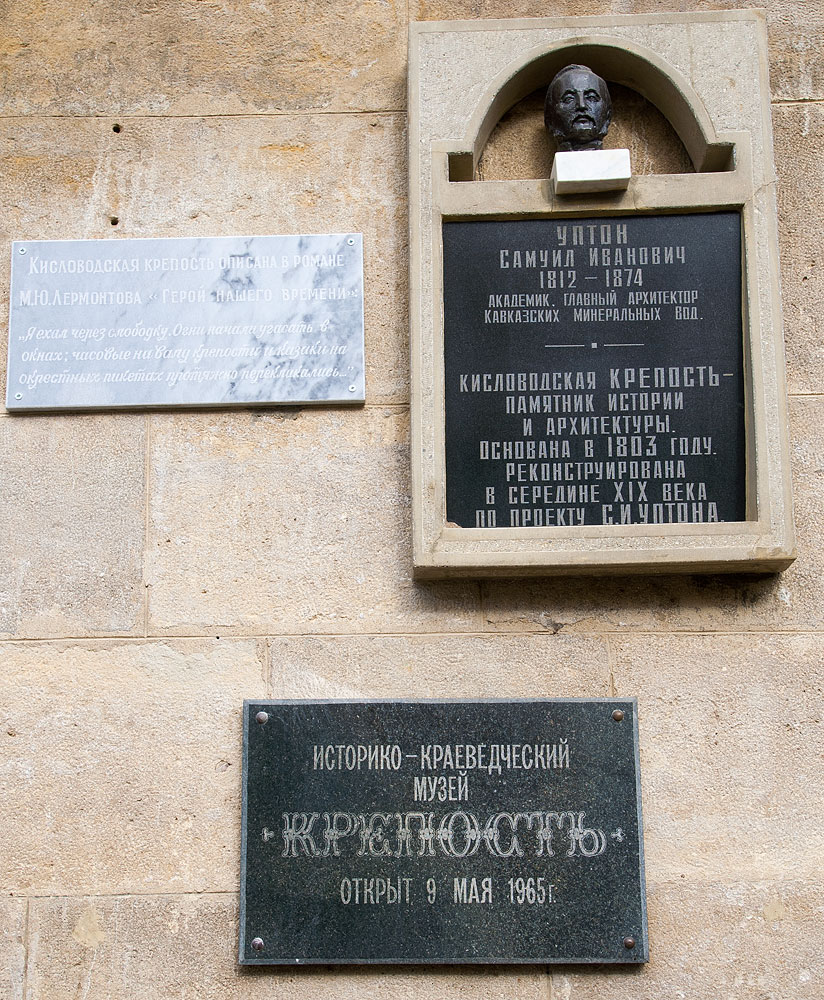 Кисловодская крепость описана в романе
М.Ю.Лермонтова «Герой нашего времени»:
„Я ехал через слободку. Огни начали угасать в
окнах; часовые на валу крепости и казаки на
окрестных пикетах протяжно перекликались..."
УПТОН
САМУИЛ ИВАНОВИЧ
1812 – 1874
АКАДЕМИК. ГЛАВНЫЙ АРХИТЕКТОР
КАВКАЗСКИХ МИНЕРАЛЬНЫХ ВОД.
КИСЛОВОДСКАЯ КРЕПОСТЬ–
ПАМЯТНИК ИСТОРИИ
И АРХИТЕКТУРЫ.
ОСНОВАНА В 1803 ГОДУ.
РЕКОНСТРУИРОВАНА
В СЕРЕДИНЕ XIX ВЕКА
ПО ПРОЕКТУ С.И.УПТОНА.
ИСТОРИКО–КРАЕВЕДЧЕСКИЙ
МУЗЕЙ
КРЕПОСТЬ
ОТКРЫТ 9 МАЯ 1965г.